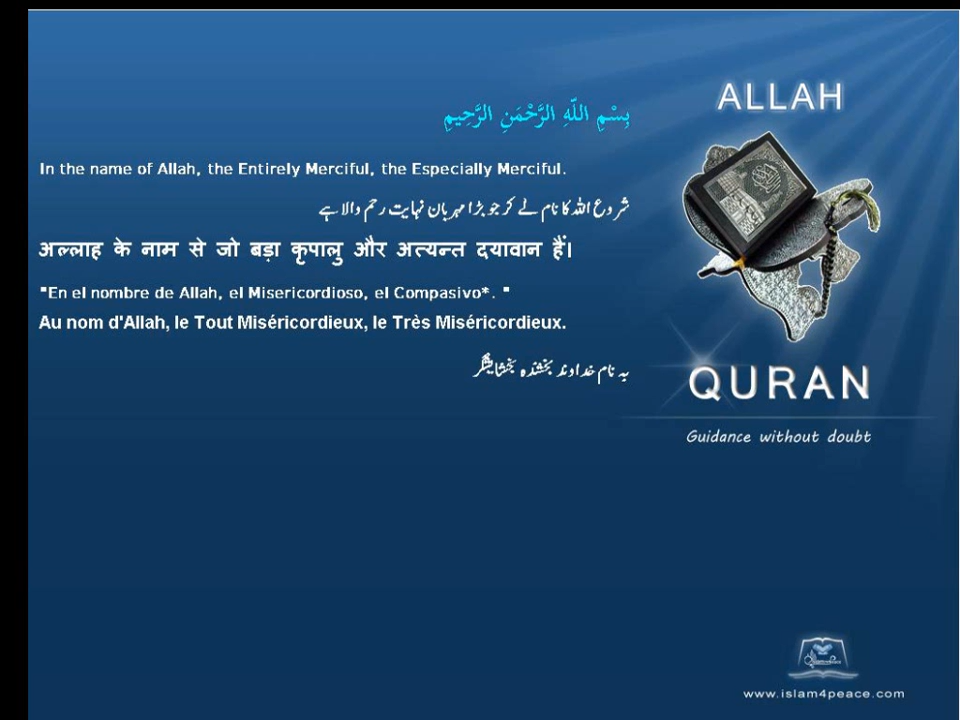 بِسْمِ اللّهِ الرَّحْمَنِ الرَّحِيمِ
In the name of Allah, the Entirely Merciful, the Especially Merciful.
شروع الله کا نام لے کر جو بڑا مہربان نہایت رحم والا ہے
अल्लाह के नाम से जो बड़ा कृपालु और अत्यन्त दयावान हैं।
"En el nombre de Allah, el Misericordioso, el Compasivo*. "
Au nom d'Allah, le Tout Miséricordieux, le Très Miséricordieux.
به نام خداوند بخشنده بخشایشگر
ALLAH
QURAN
Guidance without doubt
www.islam4peace.com